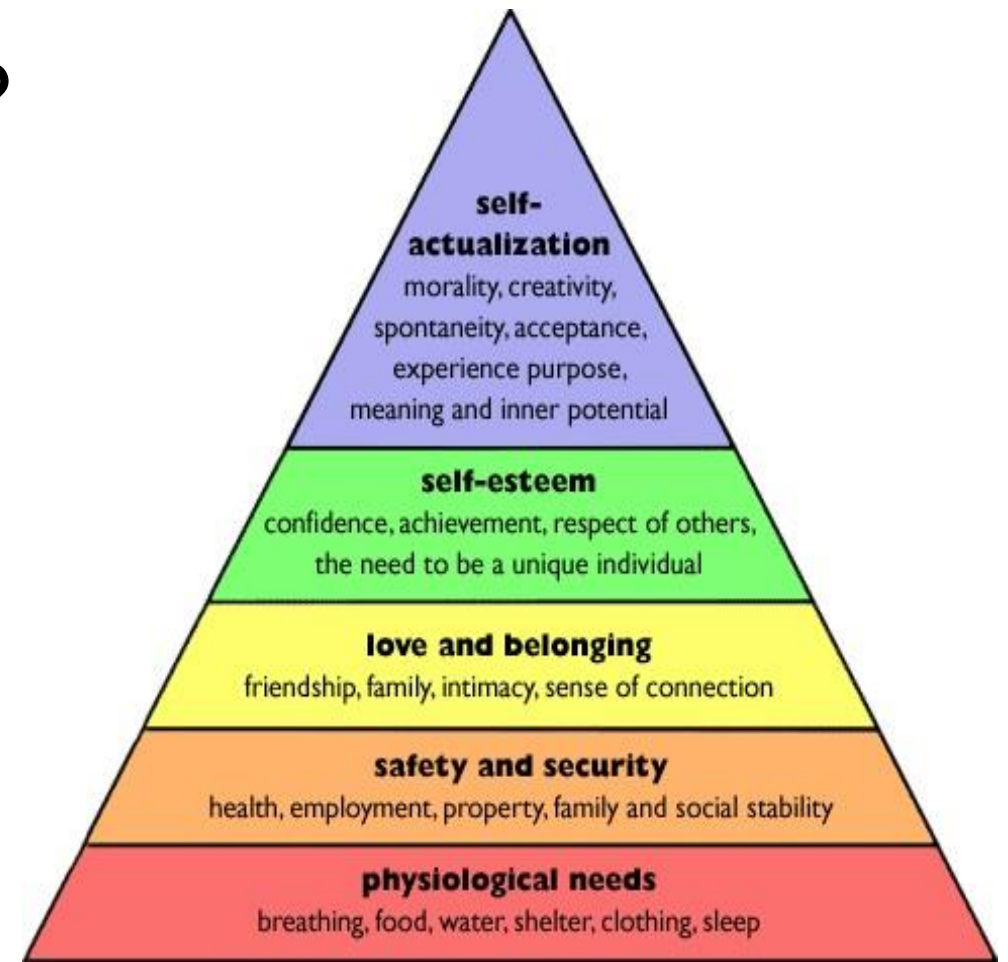 self-
actualization
morality, creativity,
spontaneity, acceptance,
experience purpose,
meaning and inner potential
self-esteem
confidence, achievement, respect of others,
the need to be a unique individual
love and belonging
friendship, family, intimacy, sense of connection
safety and security
health, employment, property, family and social stability
physiological needs
breathing, food, water, shelter, clothing, sleep